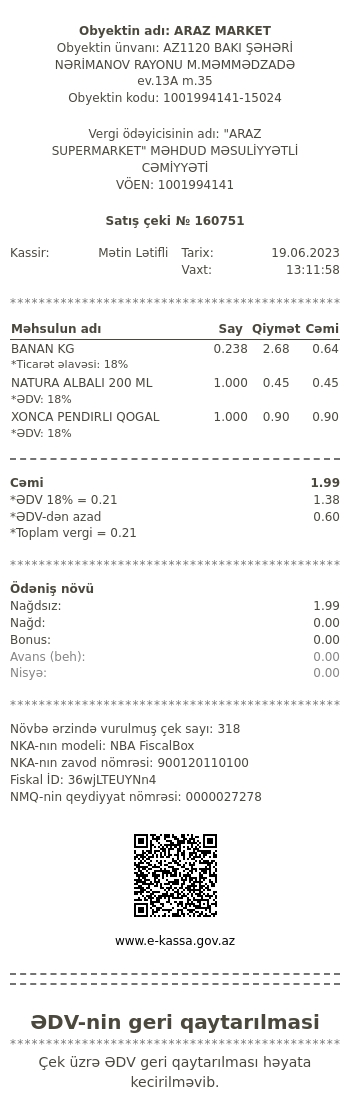 Obyektin adı: ARAZ MARKET
Obyektin ünvanı: AZ1120 BAKI ŞƏHƏRİ
NƏRİMANOV RAYONU M.MƏMMƏDZADƏ
ev.13A m.35
Obyektin kodu: 1001994141-15024
Vergi ödəyicisinin adı: "ARAZ
SUPERMARKET" MƏHDUD MƏSULİYYƏTLİ
CƏMİYYƏTİ
VÖEN: 1001994141
Satış çeki № 160751
Kassir: Mətin Lətifli Tarix: 19.06.2023
Vaxt: 13:11:58
********************************************
Məhsulun adı Say Qiymət Cəmi
BANAN KG 0.238 2.68 0.64
*Ticarət əlavəsi: 18%
NATURA ALBALI 200 ML 1.000 0.45 0.45
*ƏDV: 18%
XONCA PENDIRLI QOGAL 1.000 0.90 0.90
*ƏDV: 18%
Cəmi 1.99
*ƏDV 18% = 0.21 1.38
*ƏDV-dən azad 0.60
*Toplam vergi = 0.21
********************************************
Ödəniş növü
Nağdsız: 1.99
Nağd: 0.00
Bonus: 0.00
Avans (beh): 0.00
Nisyə: 0.00
********************************************
Növbə ərzində vurulmuş çek sayı: 318
NKA-nın modeli: NBA FiscalBox
NKA-nın zavod nömrəsi: 900120110100
Fiskal İD: 36wjLTEUYNn4
NMQ-nin qeydiyyat nömrəsi: 0000027278
www.e-kassa.gov.az
ƏDV-nin geri qaytarılması
********************************************
Çek üzrə ƏDV geri qaytarılması həyata
kecirilməvib.